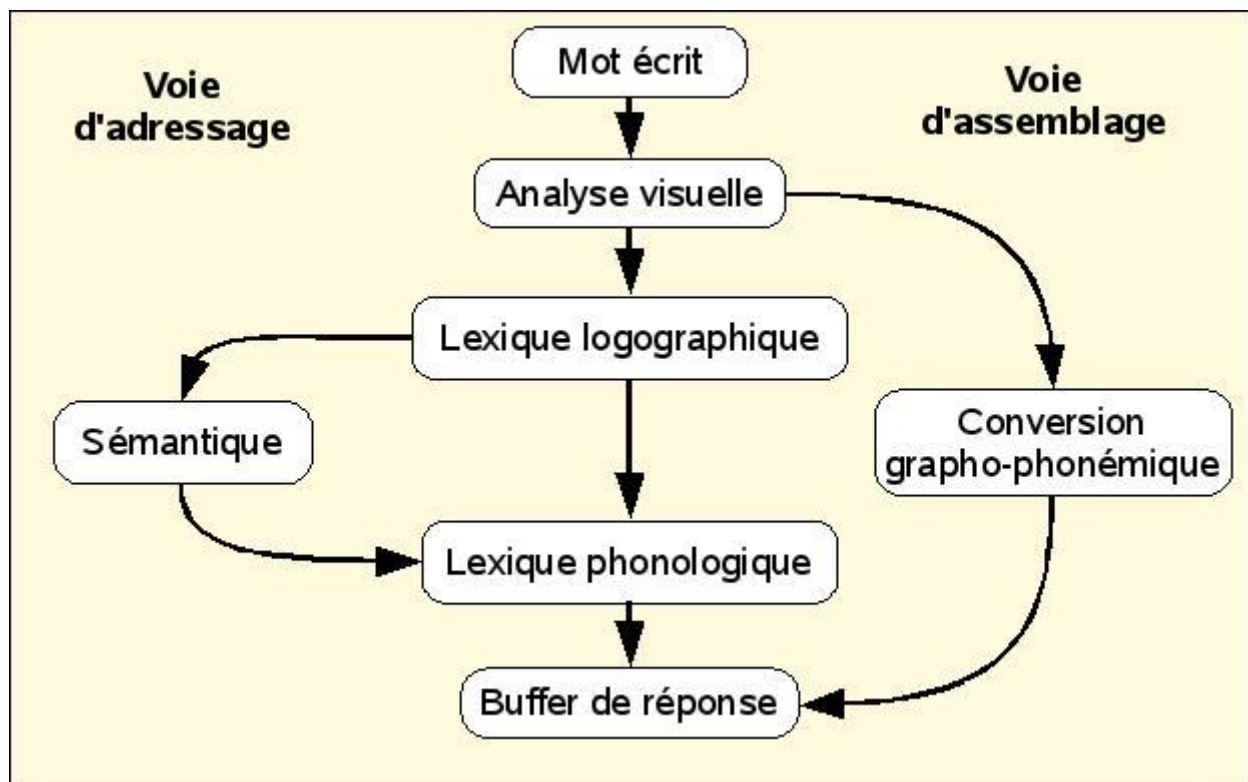 Mot écrit
Voie
d'adressage
Voie
d'assemblage
Analyse visuelle
Lexique logographique
Sémantique
Conversion
grapho-phonémique
Lexique phonologique
Buffer de réponse